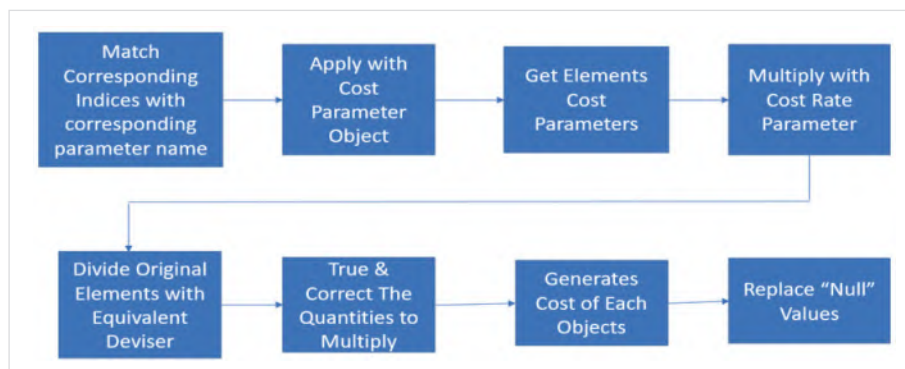 Match
Corresponding
Indices with
corresponding
parameter name
Apply with
Cost
Parameter
Object
Get Elements
Cost
Parameters
Multiply with
Cost Rate
Parameter
Divide Original
Elements with
Equivalent
Deviser
True &
Correct The
Quantities to
Multiply
Generates
Cost of Each
Objects
Replace “Null”
Values